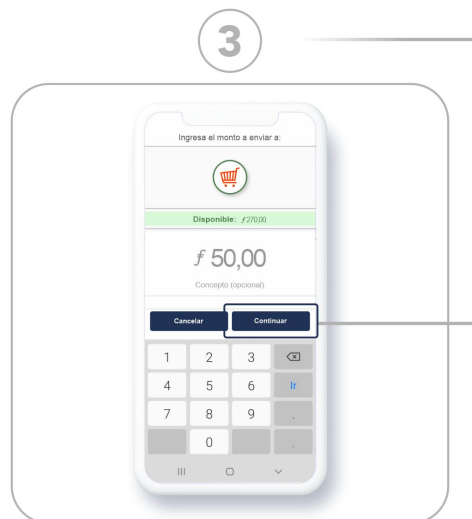 3
Ingresa el monto a enviar a:
Disponible: ƒ 270,00
ƒ 50,00
Concepto (opcional)
Cancelar Continuar
1 2 3
4 5 6 Ir
7 8 9 .
0 ,